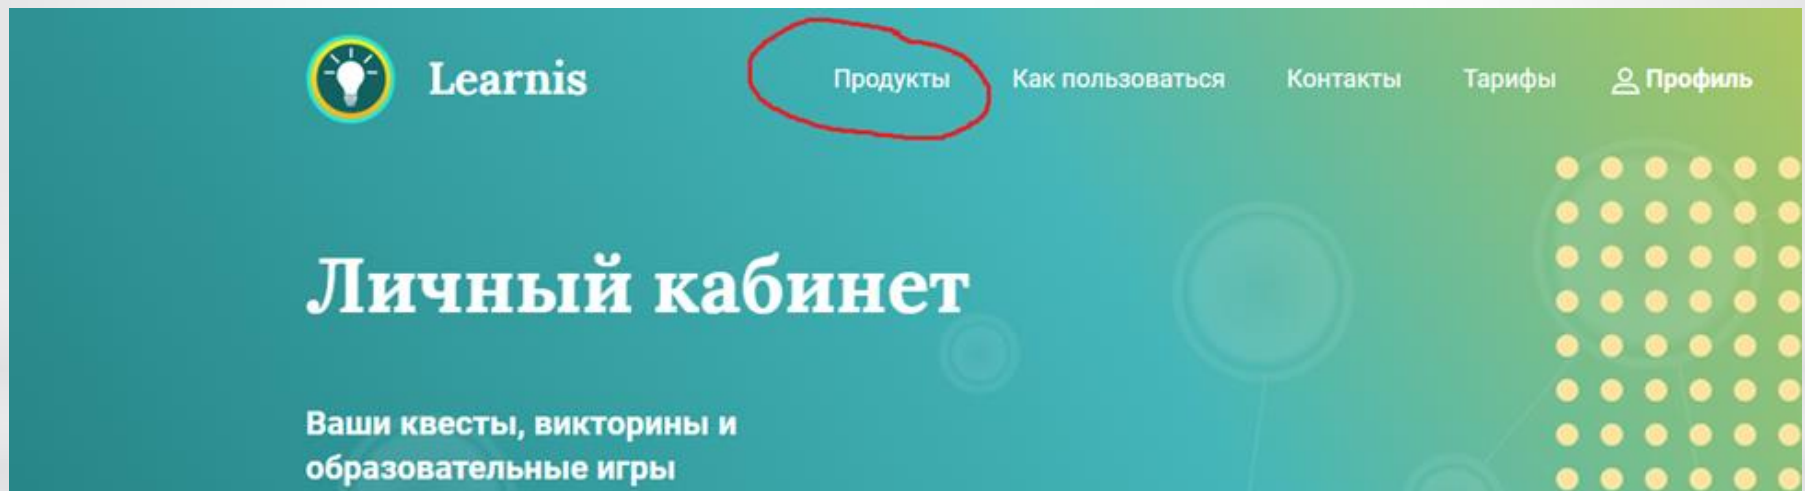 Learnis
Продукты
Как пользоваться
Контакты
Тарифы
Профиль
Личный кабинет
Ваши квесты, викторины и
образовательные игры